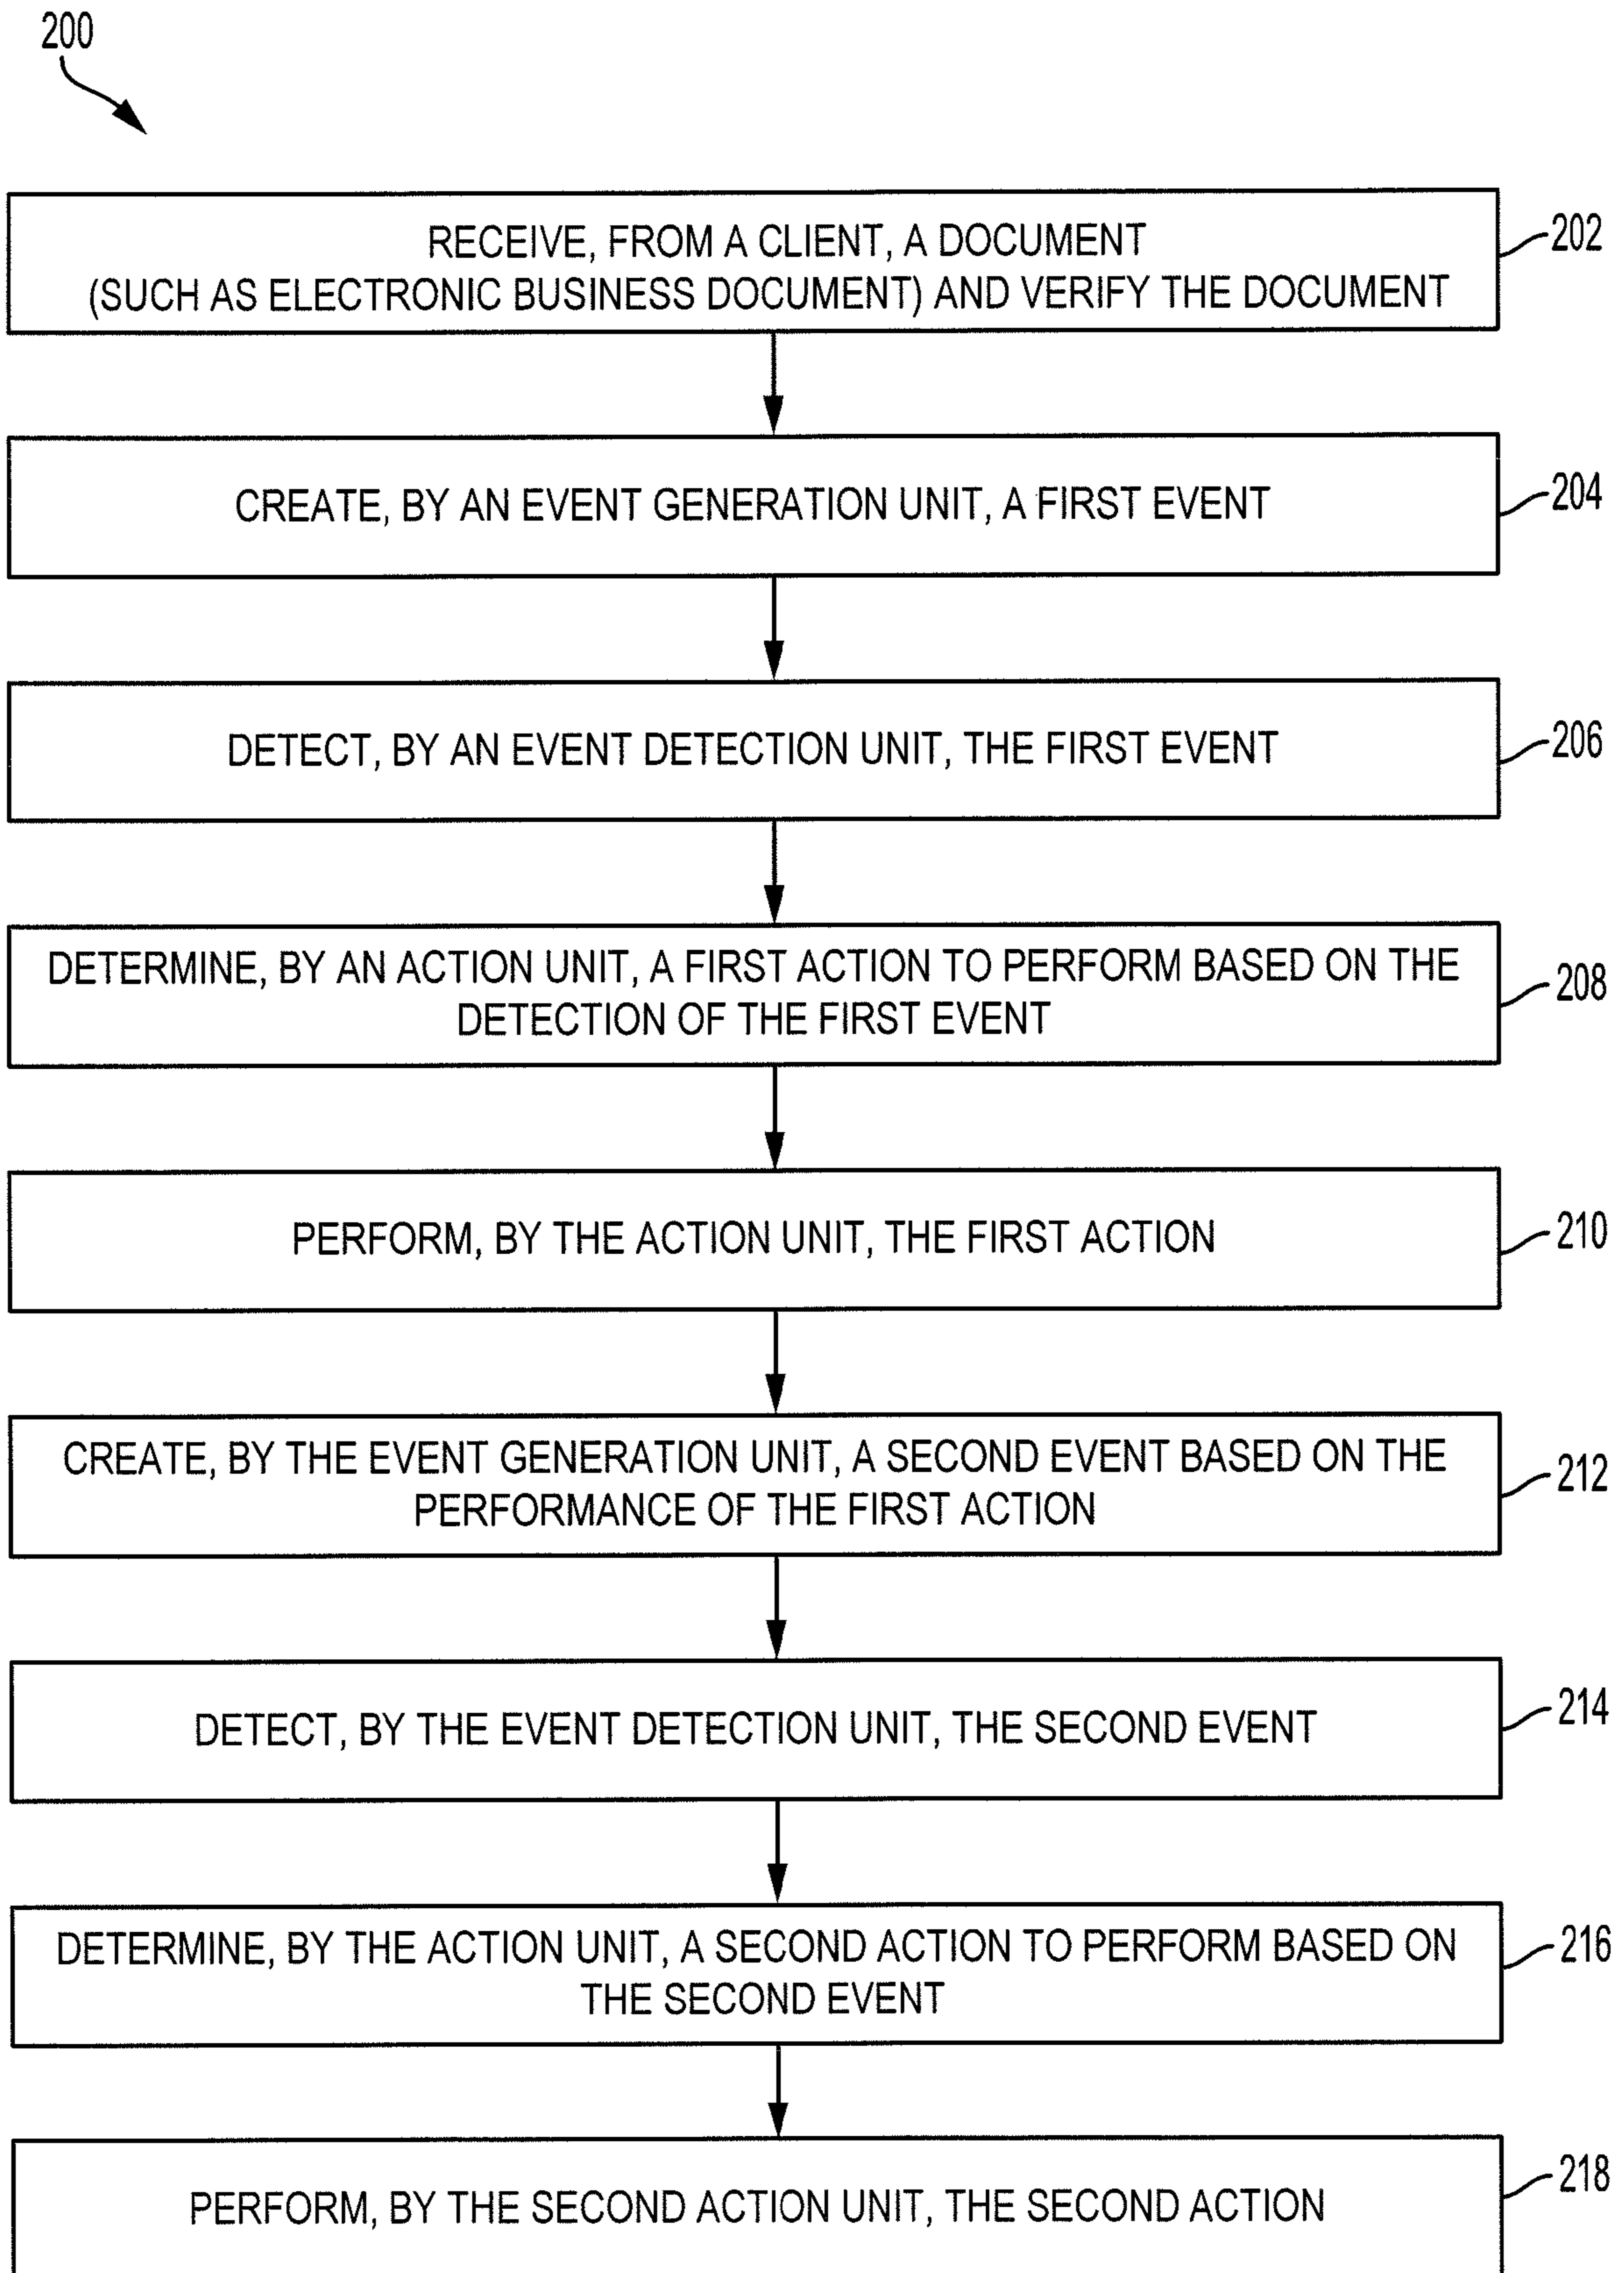 200
RECEIVE, FROM A CLIENT, A DOCUMENT
(SUCH AS ELECTRONIC BUSINESS DOCUMENT) AND VERIFY THE DOCUMENT
202
CREATE, BY AN EVENT GENERATION UNIT, A FIRST EVENT
204
DETECT, BY AN EVENT DETECTION UNIT, THE FIRST EVENT
206
DETERMINE, BY AN ACTION UNIT, A FIRST ACTION TO PERFORM BASED ON THE
DETECTION OF THE FIRST EVENT
208
PERFORM, BY THE ACTION UNIT, THE FIRST ACTION
210
CREATE, BY THE EVENT GENERATION UNIT, A SECOND EVENT BASED ON THE
PERFORMANCE OF THE FIRST ACTION
212
DETECT, BY THE EVENT DETECTION UNIT, THE SECOND EVENT
214
DETERMINE, BY THE ACTION UNIT, A SECOND ACTION TO PERFORM BASED ON
THE SECOND EVENT
216
PERFORM, BY THE SECOND ACTION UNIT, THE SECOND ACTION
218